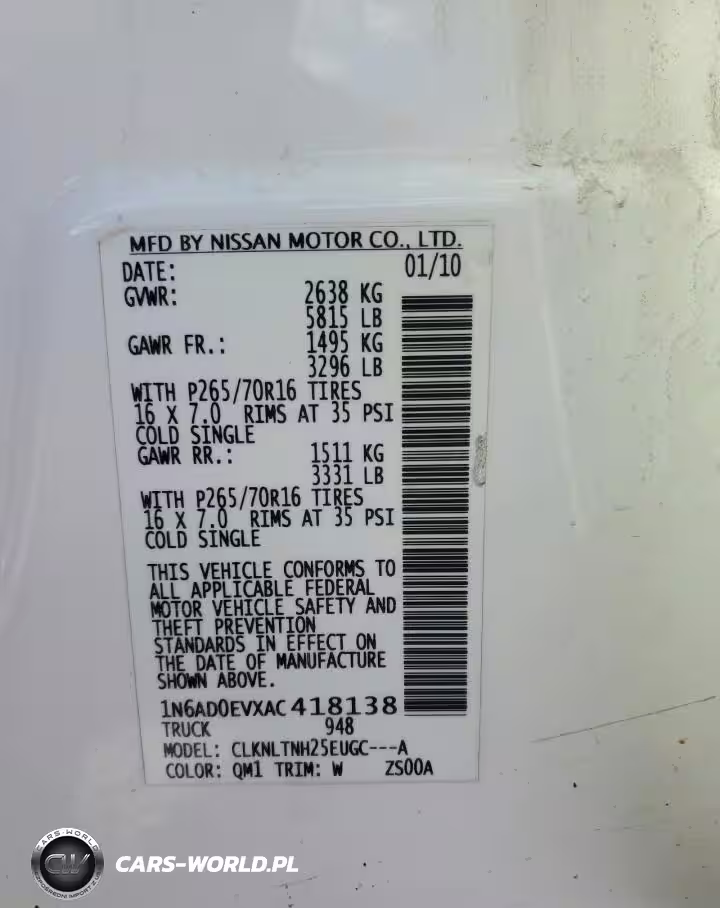 MFD BY NISSAN MOTOR CO., LTD.
DATE: 01/10
GVWR: 2638 KG
5815 LB
GAWR FR.: 1495 KG
3296 LB
WITH P265/70R16 TIRES
16 X 7.0 RIMS AT 35 PSI
COLD SINGLE
GAWR RR.: 1511 KG
3331 LB
WITH P265/70R16 TIRES
16 X 7.0 RIMS AT 35 PSI
COLD SINGLE
THIS VEHICLE CONFORMS TO
ALL APPLICABLE FEDERAL
MOTOR VEHICLE SAFETY AND
THEFT PREVENTION
STANDARDS IN EFFECT ON
THE DATE OF MANUFACTURE
SHOWN ABOVE.
1N6AD0EVXAC418138
TRUCK 948
MODEL: CLKNLTNH25EUGC---A
COLOR: QM1 TRIM: W ZS00A
CARS-WORLD
CW
CARS-WORLD.PL